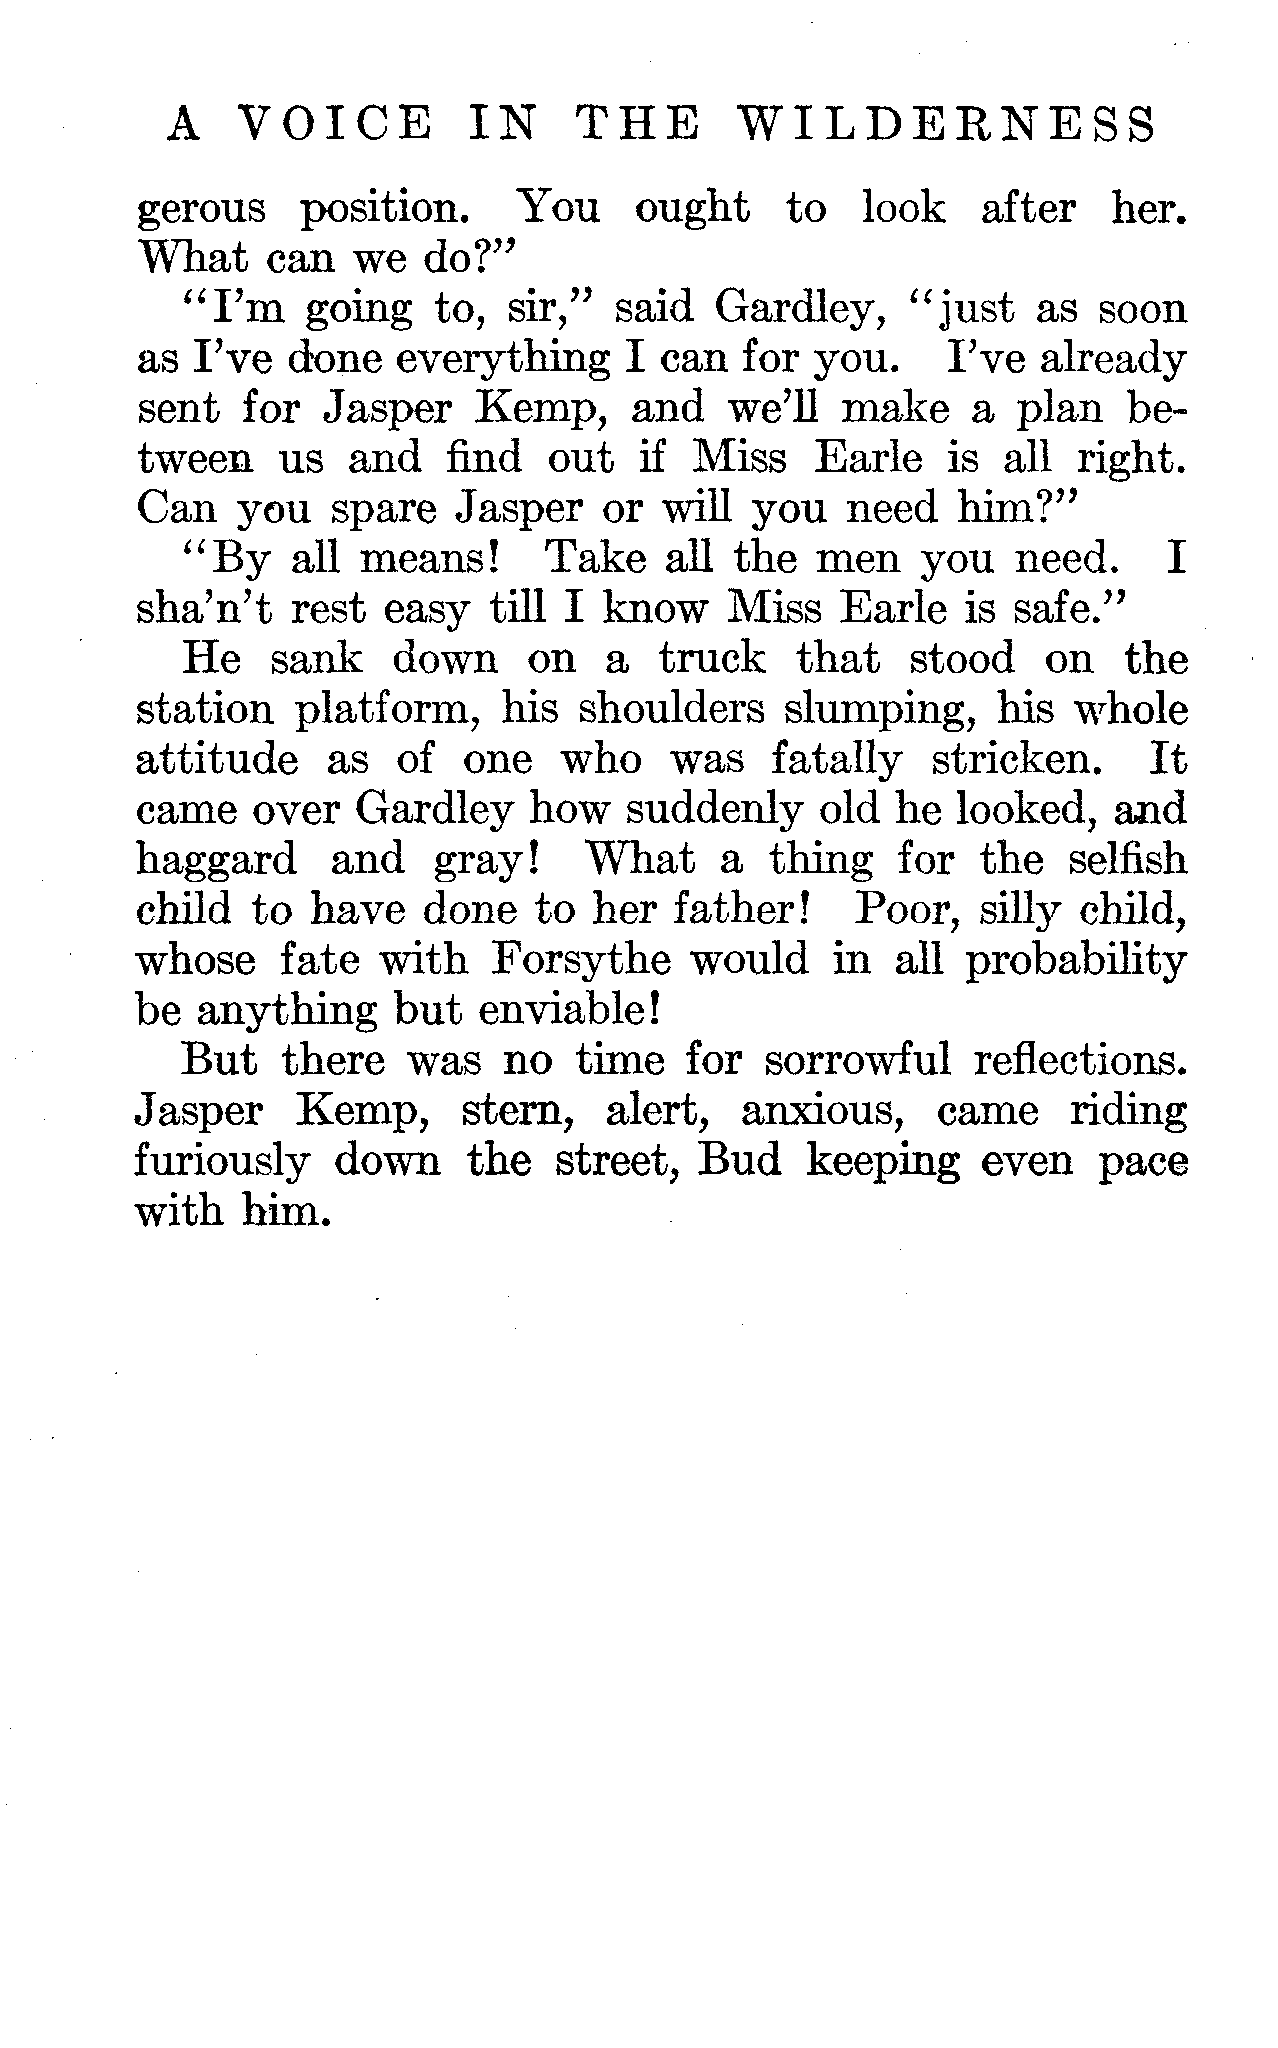 A VOICE IN THE WILDERNESS
gerous position. You ought to look after her.
What can we do?”
“I’m going to, sir,” said Gardley, “just as soon
as I’ve done everything I can for you. I’ve already
sent for Jasper Kemp, and we’ll make a plan be-
tween us and find out if Miss Earle is all right.
Can you spare Jasper or will you need him?”
“By all means! Take all the men you need. I
sha’n’t rest easy till I know Miss Earle is safe.”
He sank down on a truck that stood on the
station platform, his shoulders slumping, his whole
attitude as of one who was fatally stricken. It
came over Gardley how suddenly old he looked, and
haggard and gray! What a thing for the selfish
child to have done to her father! Poor, silly child,
whose fate with Forsythe would in all probability
be anything but enviable!
But there was no time for sorrowful reflections.
Jasper Kemp, stern, alert, anxious, came riding
furiously down the street, Bud keeping even pace
with him.